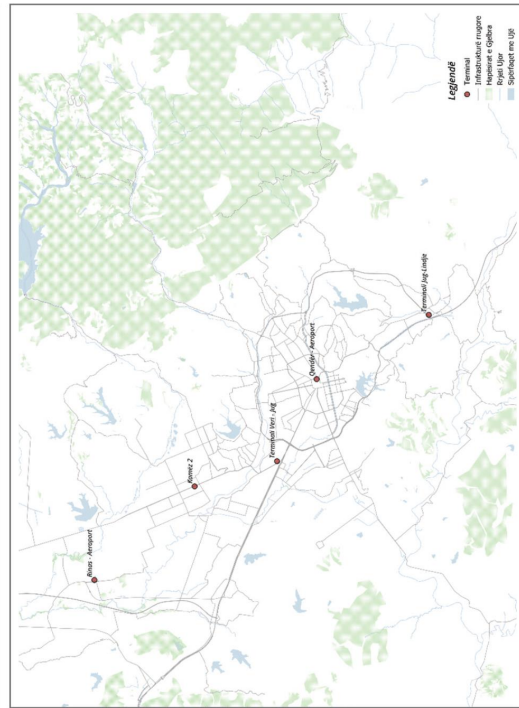 Legjendë
Terminal
Infrastrukturë rrugore
Hapësirat e Gjelbra
Rrjeti Ujor
Sipërfaqet me Ujë
Rinas - Aeroport
Kamëz 2
Terminali Veri - Jug
Qendër - Aeroport
Terminali Jug-Lindje